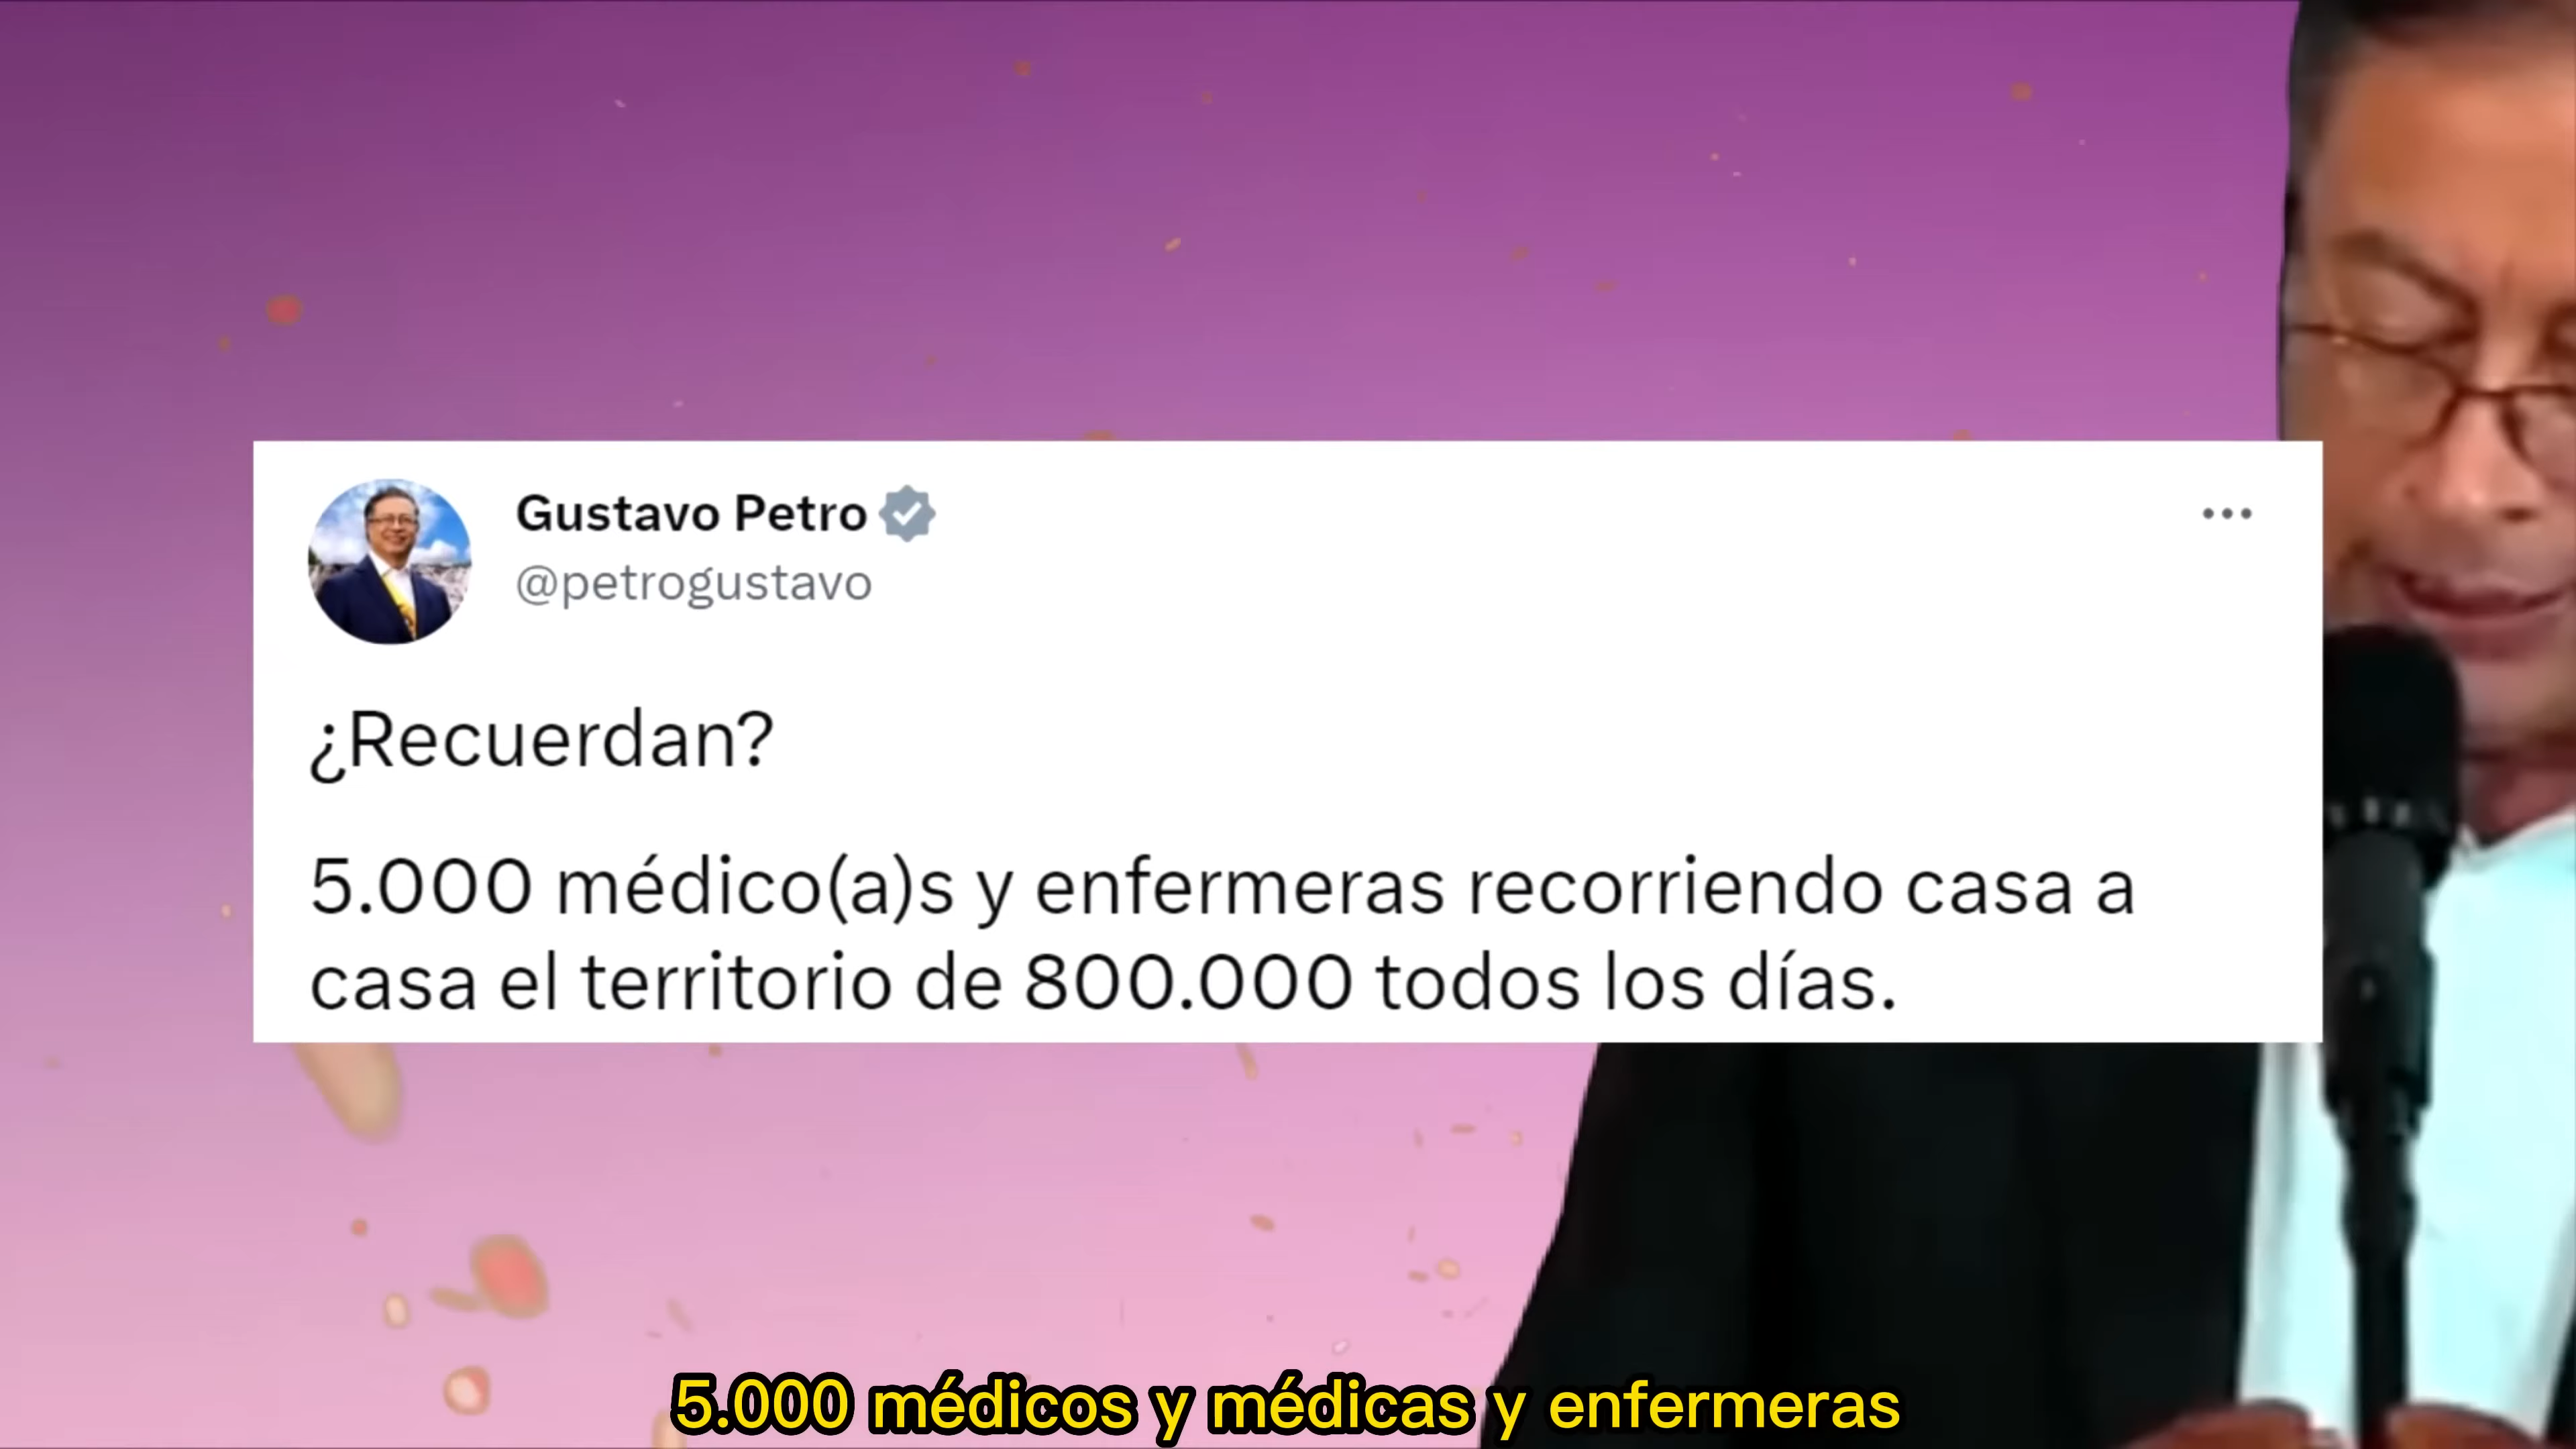 Gustavo Petro
@petrogustavo
¿Recuerdan?
5.000 médico(a)s y enfermeras recorriendo casa a
casa el territorio de 800.000 todos los días.
5.000 médicos y médicas y enfermeras